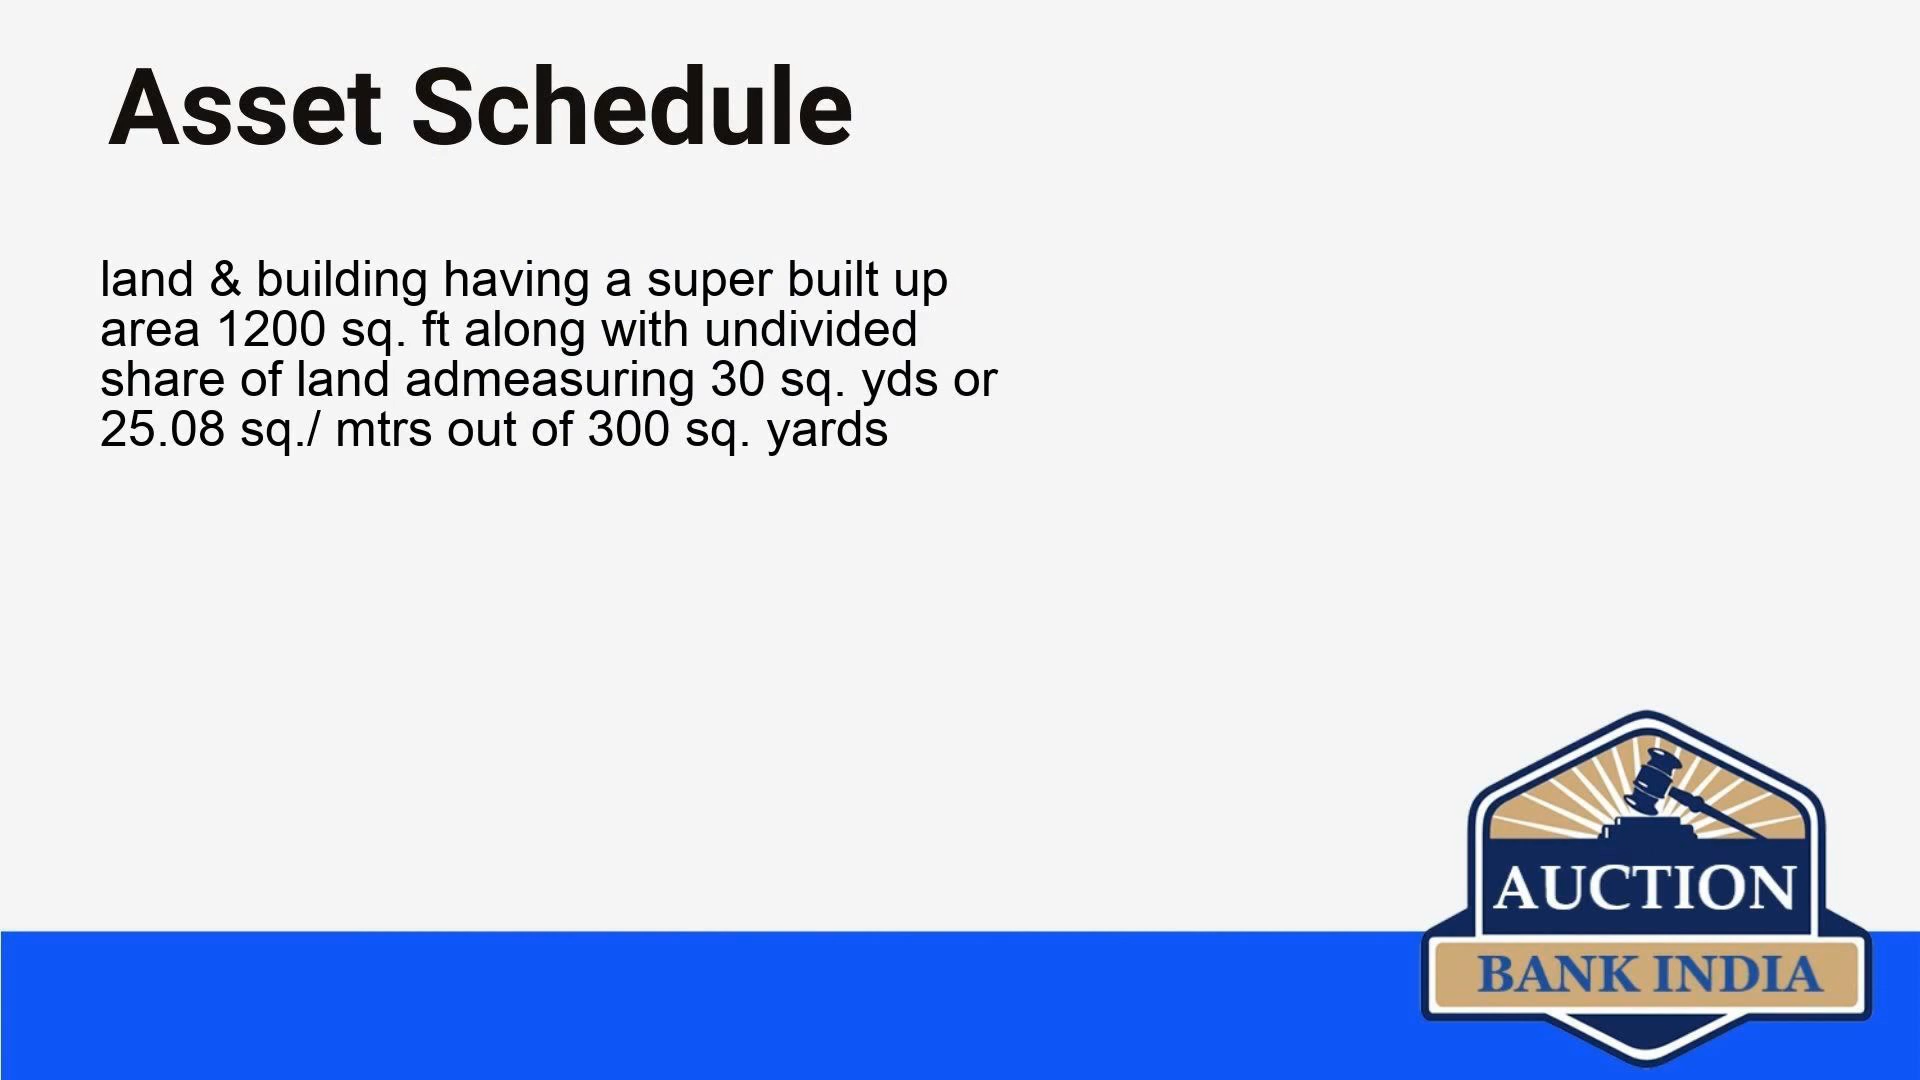 Asset Schedule
land & building having a super built up
area 1200 sq. ft along with undivided
share of land admeasuring 30 sq. yds or
25.08 sq./ mtrs out of 300 sq. yards
AUCTION
BANK INDIA